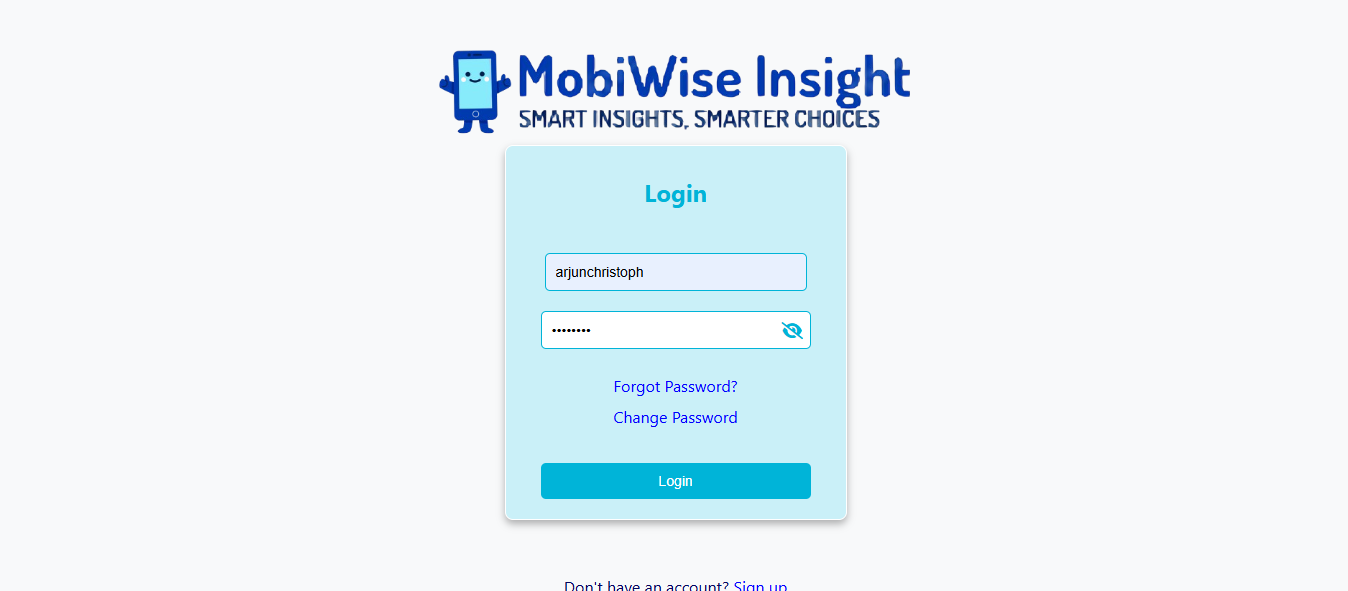 MobiWise Insight
SMART INSIGHTS, SMARTER CHOICES
Login
arjunchristoph
••••••••
Forgot Password?
Change Password
Login
Don't have an account? Sign up